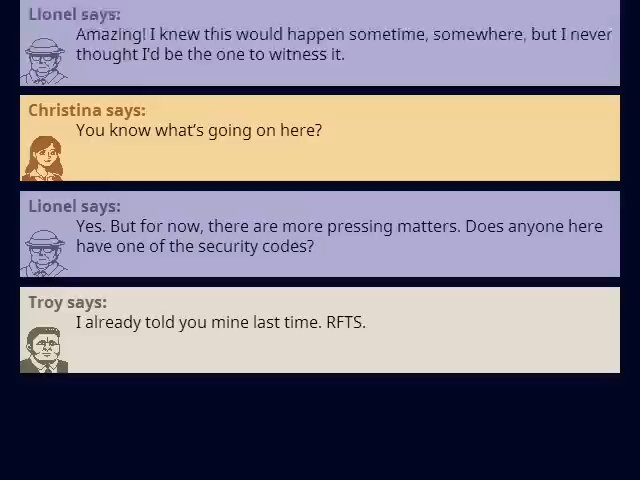 Lionel says:
Amazing! I knew this would happen sometime, somewhere, but I never
thought I'd be the one to witness it.
Christina says:
You know what's going on here?
Lionel says:
Yes. But for now, there are more pressing matters. Does anyone here
have one of the security codes?
Troy says:
I already told you mine last time. RFTS.